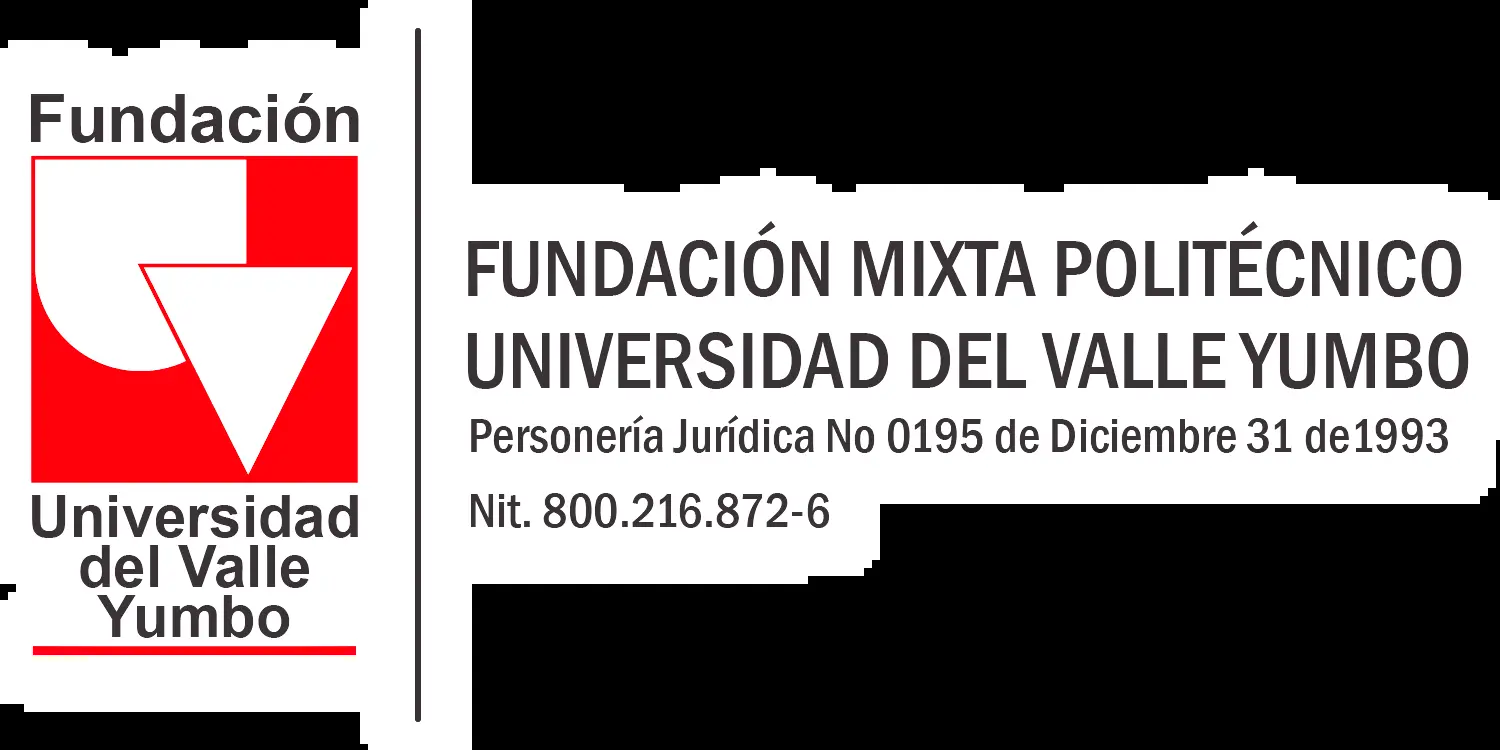 Fundación
Universidad
del Valle
Yumbo
FUNDACIÓN MIXTA POLITÉCNICO
UNIVERSIDAD DEL VALLE YUMBO
Personería Jurídica No 0195 de Diciembre 31 de1993
Nit. 800.216.872-6